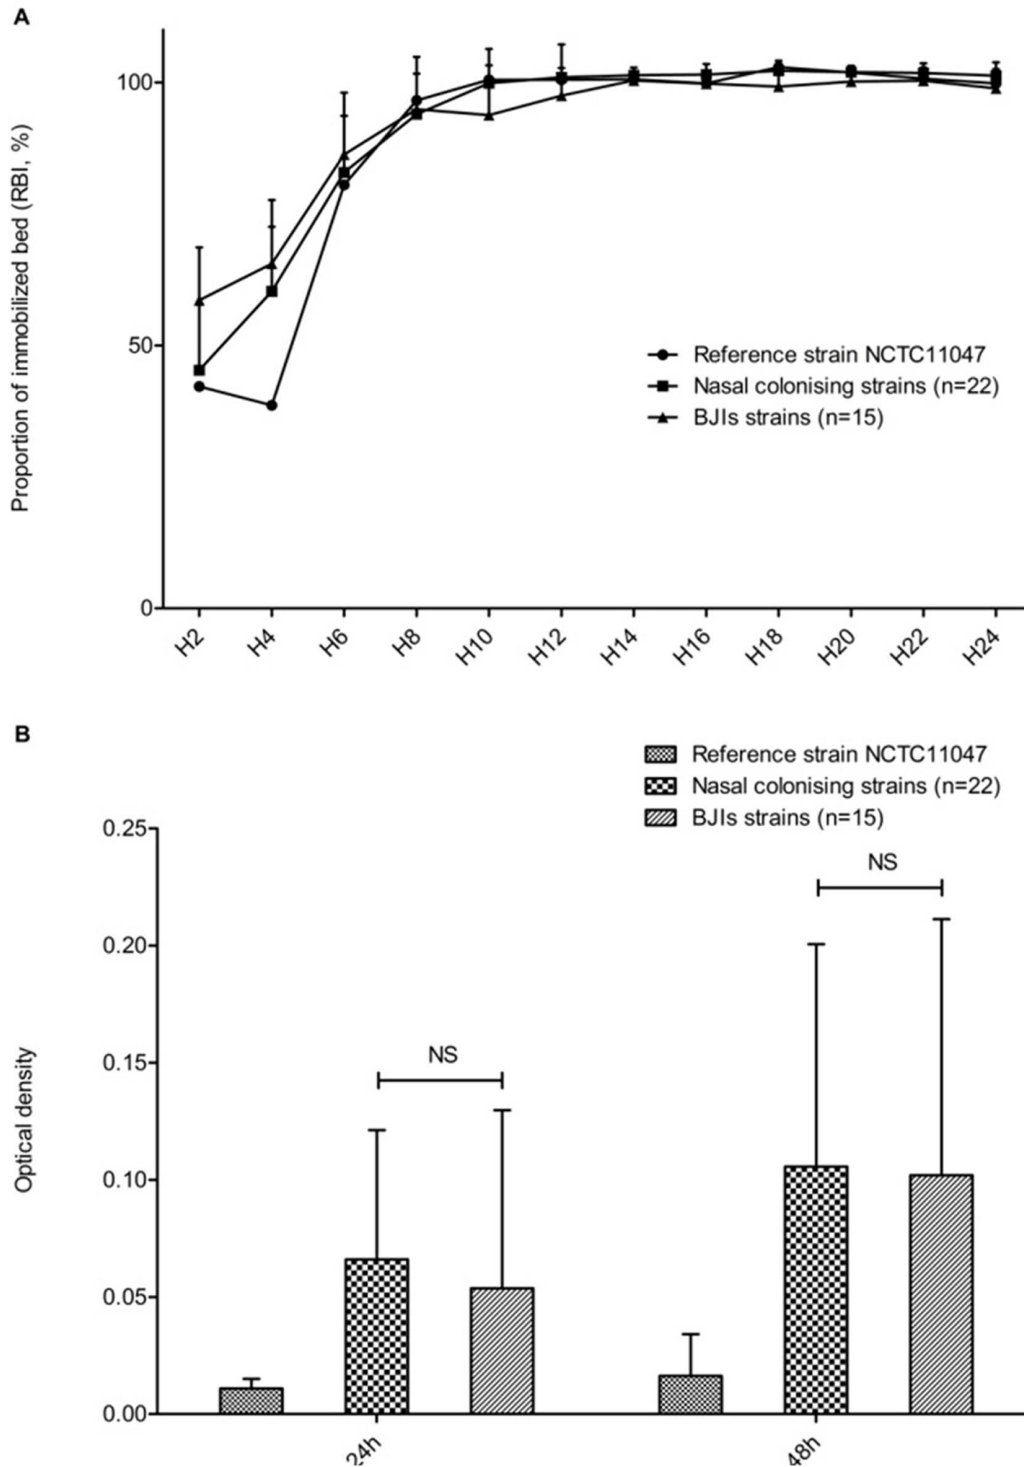 A
Proportion of immobilized bed (RBI, %)
100
50
0
Reference strain NCTC11047
Nasal colonising strains (n=22)
BJIs strains (n=15)
H2 H4 H6 H8 H10 H12 H14 H16 H18 H20 H22 H24
B
Reference strain NCTC11047
Nasal colonising strains (n=22)
BJIs strains (n=15)
Optical density
0.25
0.20
0.15
0.10
0.05
0.00
NS
NS
24h 48h